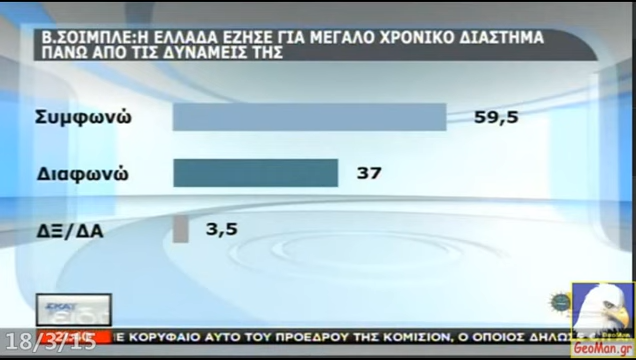 Β.ΣΟΙΜΠΛΕ:Η ΕΛΛΑΔΑ ΕΖΗΣΕ ΓΙΑ ΜΕΓΑΛΟ ΧΡΟΝΙΚΟ ΔΙΑΣΤΗΜΑ
ΠΑΝΩ ΑΠΟ ΤΙΣ ΔΥΝΑΜΕΙΣ ΤΗΣ
Συμφωνώ 59,5
Διαφωνώ 37
ΔΞ/ΔΑ 3,5
ΣΚΑΪ
18/3/15
Ε ΚΟΡΥΦΑΙΟ ΑΥΤΟ ΤΟΥ ΠΡΟΕΔΡΟΥ ΤΗΣ ΚΟΜΙΣΙΟΝ, Ο ΟΠΟΙΟΣ ΔΗΛΩΣ
GeoMan.gr